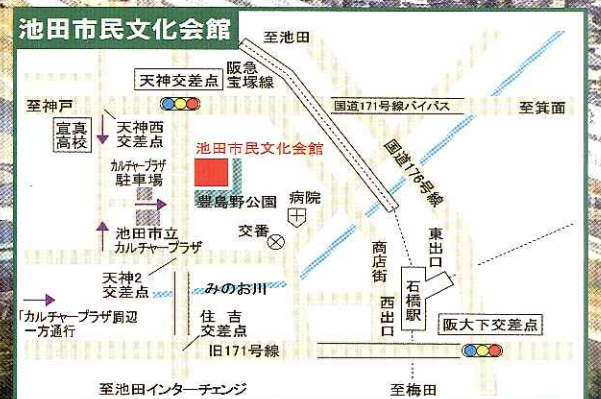 池田市民文化会館
至池田
阪急
宝塚線
天神交差点
至神戸
国道171号線バイパス
至箕面
宣真
高校
天神西
交差点
池田市民文化会館
国道176号線
カルチャープラザ
駐車場
豊島野公園
病院
交番
池田市立
カルチャープラザ
東出口
商店街
石橋駅
西出口
天神2
交差点
みのお川
「カルチャープラザ周辺
一方通行
住吉
交差点
阪大下交差点
旧171号線
至池田インターチェンジ
至梅田